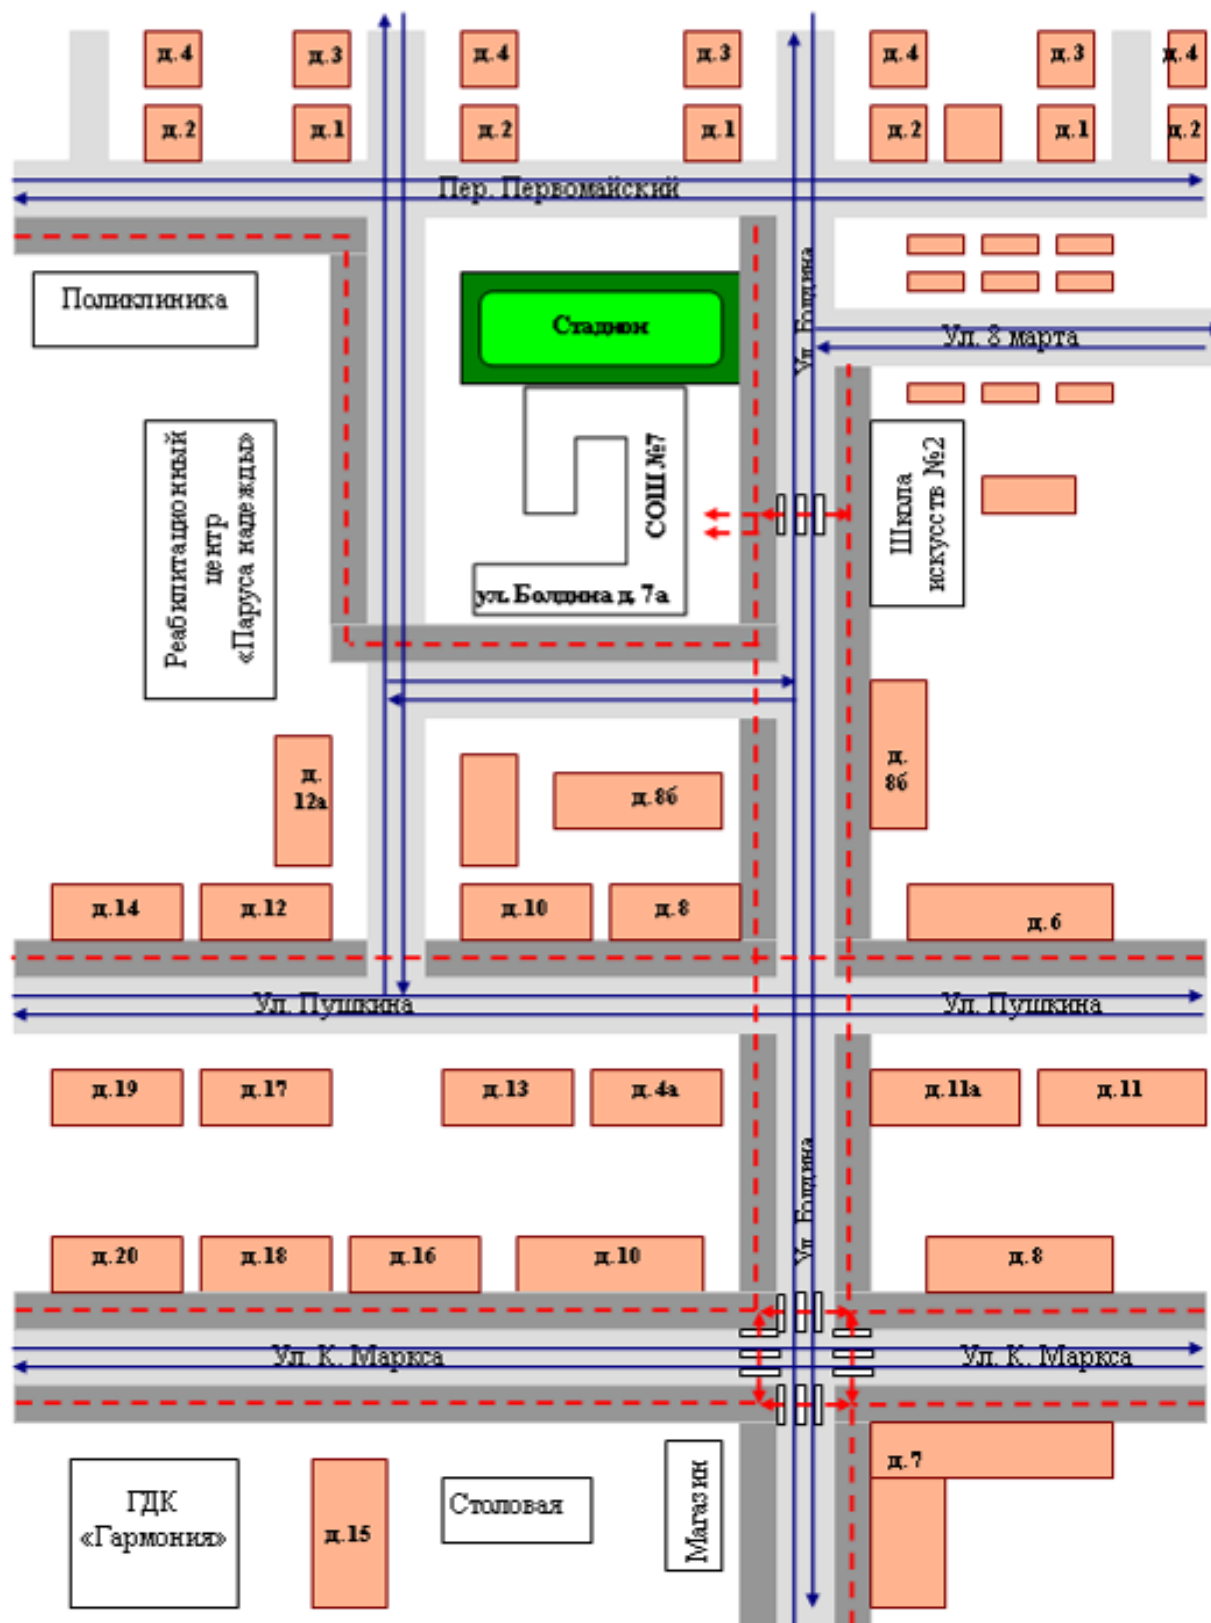 д.4
д.3
д.4
д.3
д.4
д.3
д.4
д.2
д.1
д.2
д.1
д.2
д.1
д.2
Пер. Первомайский
Поликлиника
Стадион
Ул. Болдина
Ул. 8 марта
Реабилитационный
центр
«Паруса надежды»
СОШ №7
ул. Болдина д. 7а
Школа
искусств №2
д.
12а
д.8б
д.
8б
д.14
д.12
д.10
д.8
д.6
Ул. Пушкина
Ул. Пушкина
д.19
д.17
д.13
д.4а
д.11а
д.11
Ул. Болдина
д.20
д.18
д.16
д.10
д.8
Ул. К. Маркса
Ул. К. Маркса
ГДК
«Гармония»
д.15
Столовая
Магазин
д.7